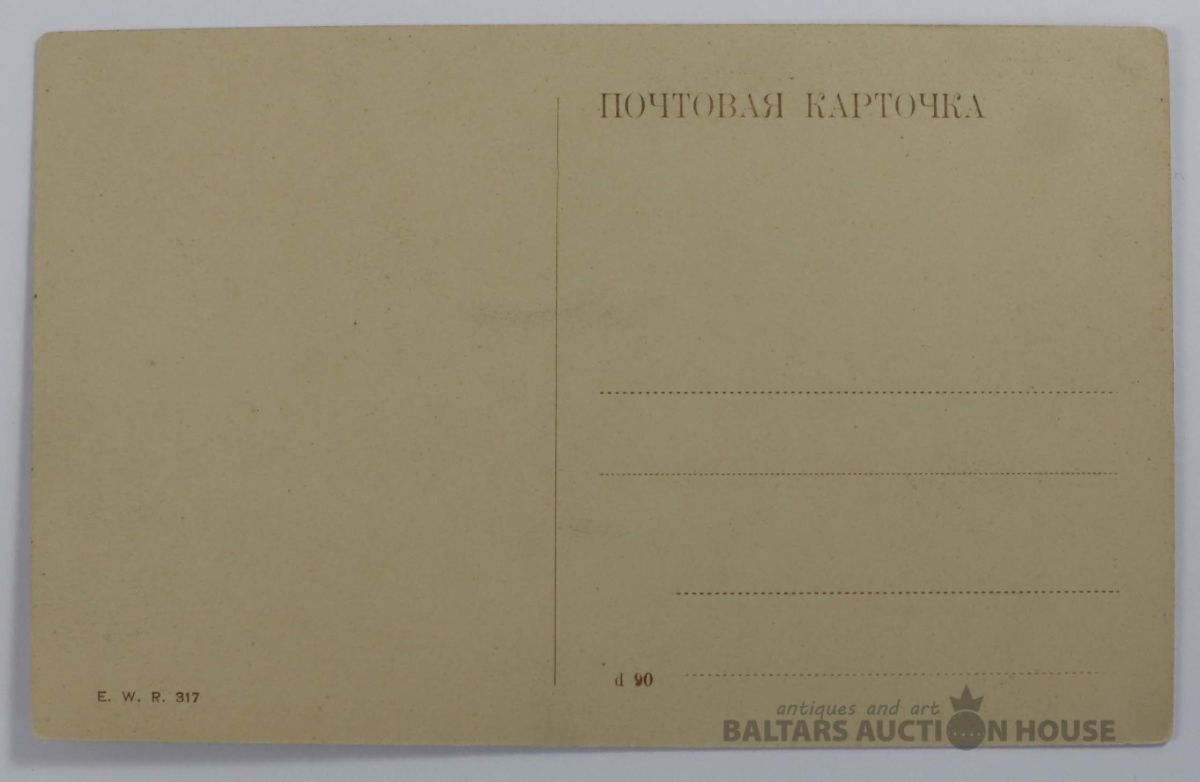 ПОЧТОВАЯ КАРТОЧКА
d 90
E. W. R. 317
antiques and art
BALTARS AUCTION HOUSE